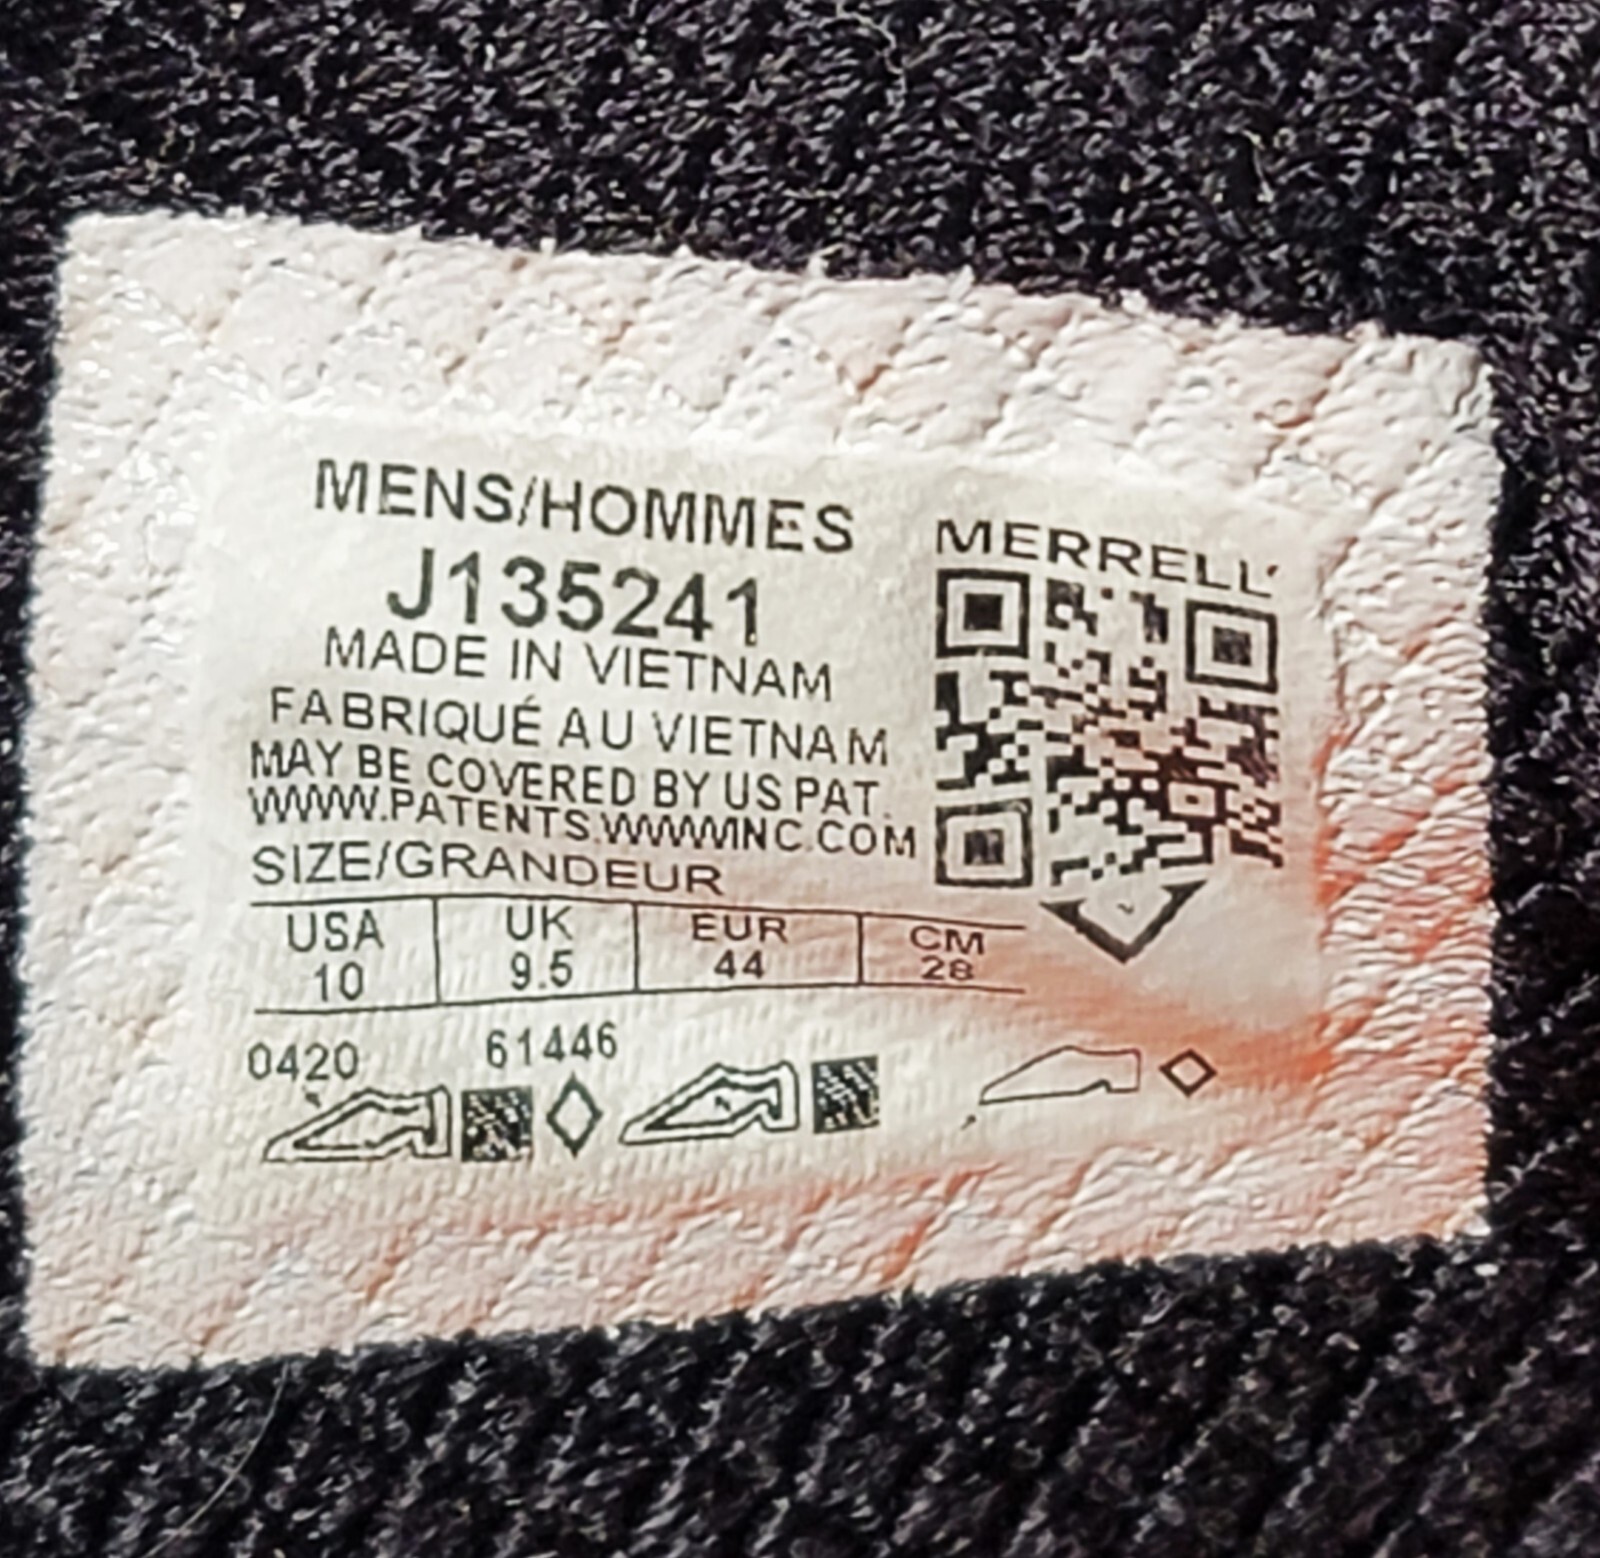 MENS/HOMMES
J135241
MADE IN VIETNAM
FABRIQUÉ AU VIETNAM
MAY BE COVERED BY US PAT.
WWW.PATENTS.WWWINC.COM
SIZE/GRANDEUR
USA UK EUR CM
10 9.5 44 28
0420 61446
MERRELL